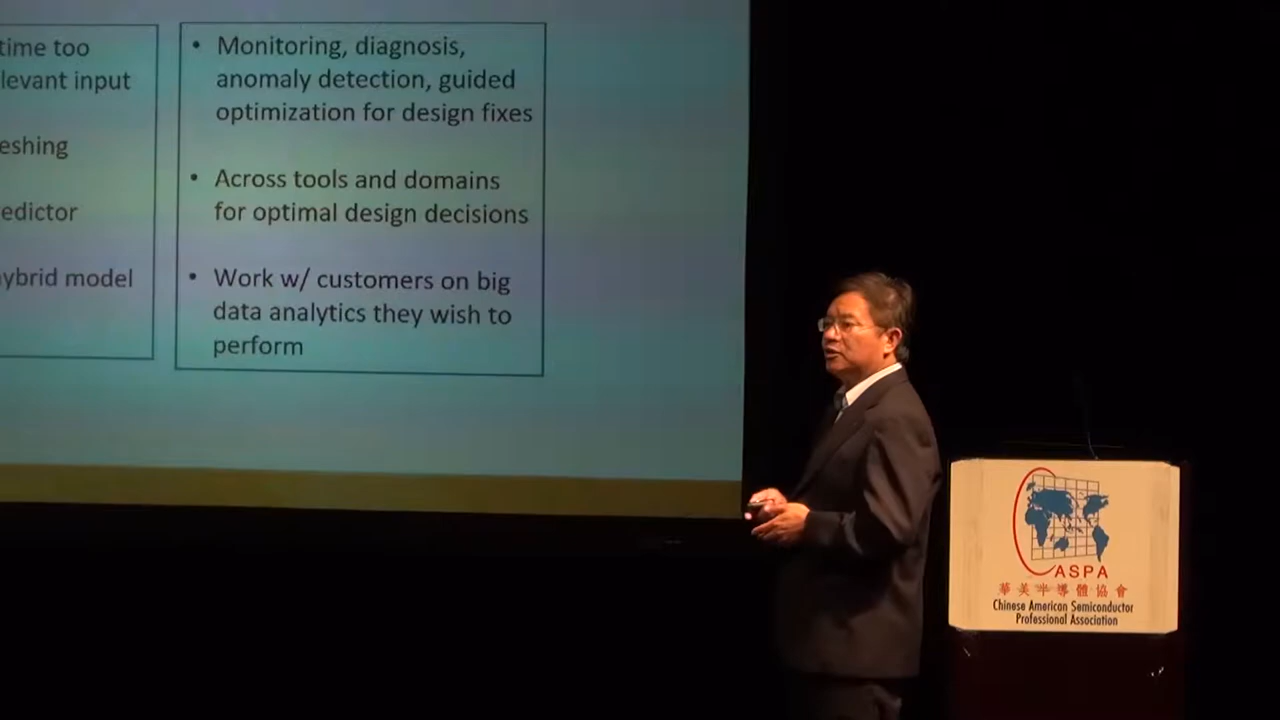 time too
levant input
eshing
edictor
ybrid model
• Monitoring, diagnosis,
anomaly detection, guided
optimization for design fixes
• Across tools and domains
for optimal design decisions
• Work w/ customers on big
data analytics they wish to
perform
CASPA
華美半導體協會
Chinese American Semiconductor
Professional Association